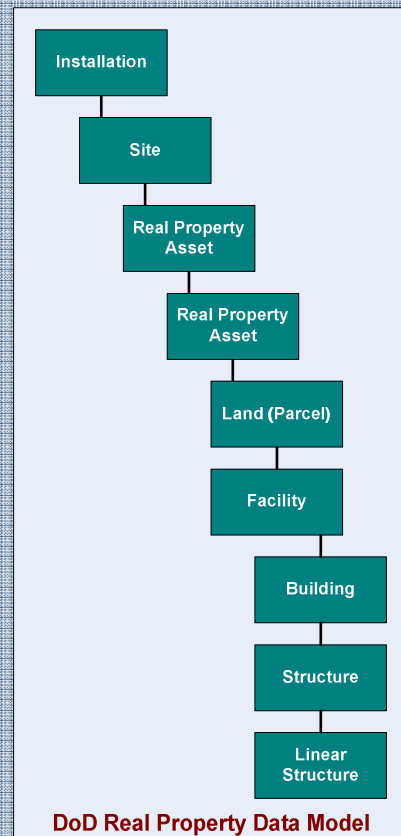 Installation
Site
Real Property
Asset
Real Property
Asset
Land (Parcel)
Facility
Building
Structure
Linear
Structure
DoD Real Property Data Model